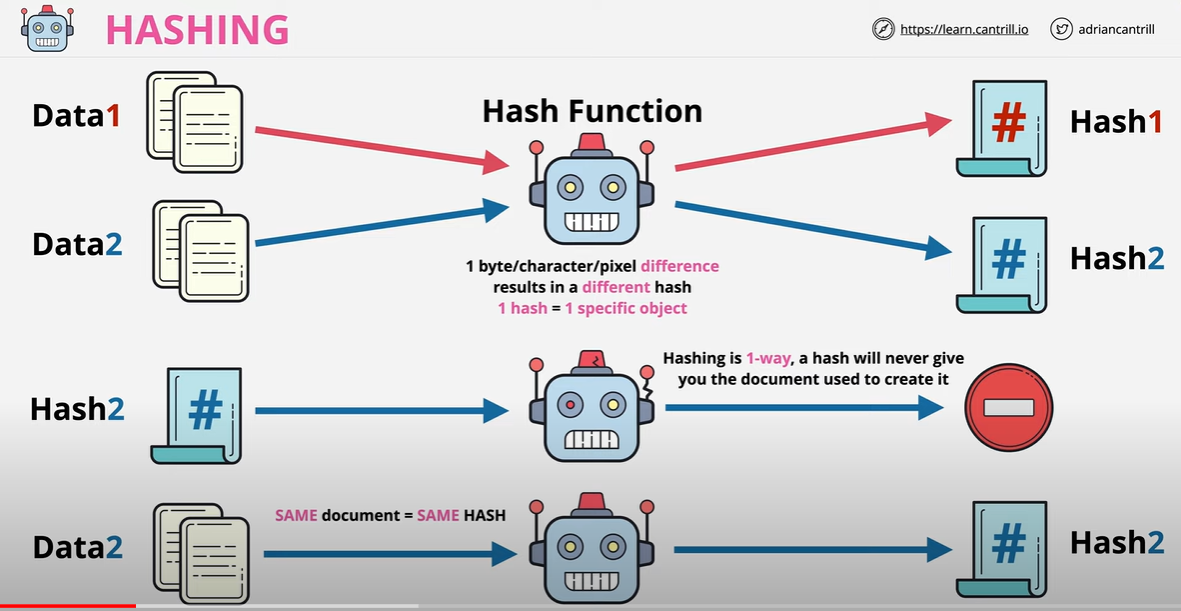 HASHING
https://learn.cantrill.io
adriancantrill
Data1
Hash Function
#
Hash1
Data2
#
Hash2
1 byte/character/pixel difference
results in a different hash
1 hash = 1 specific object
Hashing is 1-way, a hash will never give
you the document used to create it
Hash2
#
SAME document = SAME HASH
Data2
#
Hash2